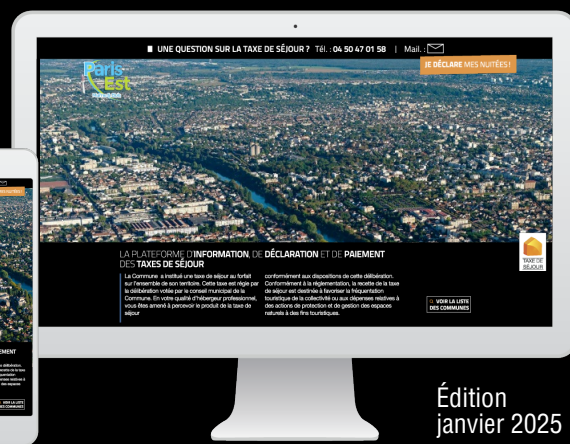 UNE QUESTION SUR LA TAXE DE SÉJOUR ? Tél. : 04 50 47 01 58 | Mail. :
JE DÉCLARE MES NUITÉES !
Paris
Est
LA PLATEFORME D'INFORMATION, DE DÉCLARATION ET DE PAIEMENT
DES TAXES DE SÉJOUR
La Commune a institué une taxe de séjour au forfait
sur l'ensemble de son territoire. Cette taxe est régie par
la délibération votée par le conseil municipal de la
Commune. En votre qualité d'hébergeur professionnel,
vous êtes amené à percevoir le produit de la taxe de
séjour
conformément aux dispositions de cette délibération.
Conformément à la réglementation, la recette de la taxe
de séjour est destinée à favoriser la fréquentation
touristique de la collectivité ou aux dépenses relatives à
des actions de protection et de gestion des espaces
naturels à des fins touristiques.
VOIR LA LISTE
DES COMMUNES
TAXE DE
SÉJOUR
VOIR LA LISTE
DES COMMUNES
Édition
janvier 2025